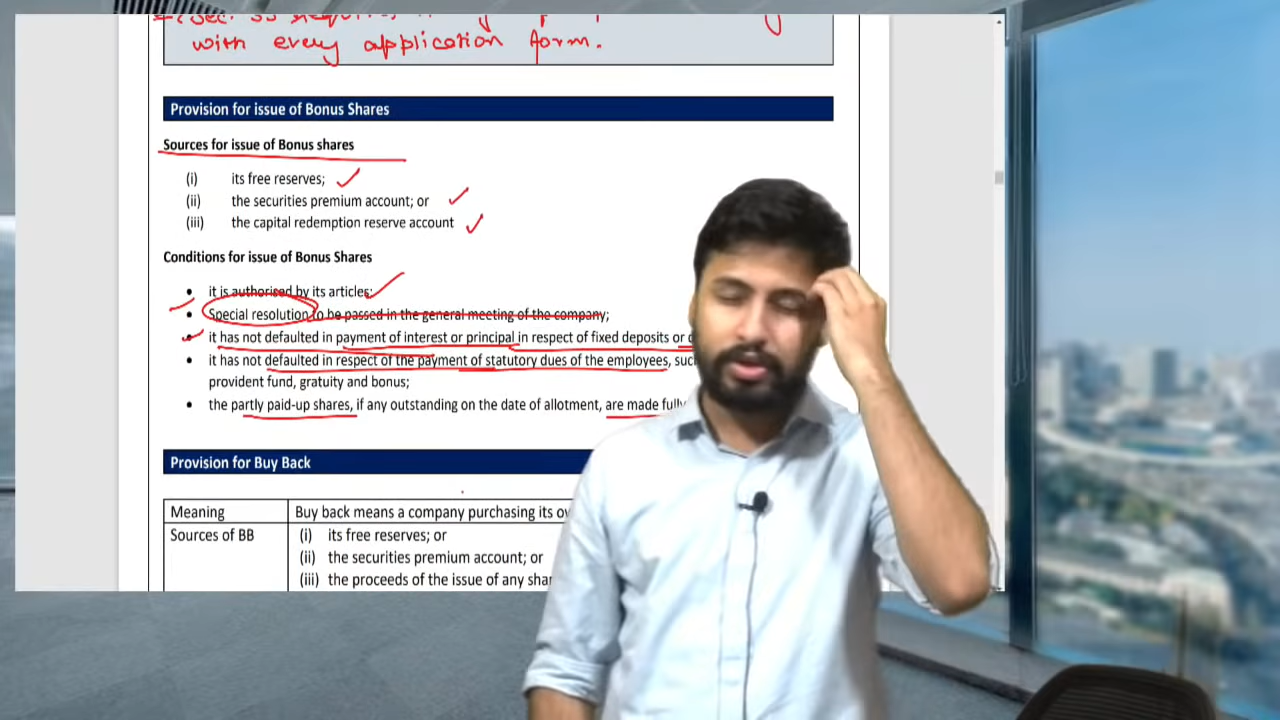 with every application form.
Provision for issue of Bonus Shares
Sources for issue of Bonus shares
(i) its free reserves;
(ii) the securities premium account; or
(iii) the capital redemption reserve account
Conditions for issue of Bonus Shares
• it is authorised by its articles;
• Special resolution to be passed in the general meeting of the company;
• it has not defaulted in payment of interest or principal in respect of fixed deposits or
• it has not defaulted in respect of the payment of statutory dues of the employees,
provident fund, gratuity and bonus;
• the partly paid-up shares, if any outstanding on the date of allotment, are made fully
Provision for Buy Back
Meaning Buy back means a company purchasing its
Sources of BB (i) its free reserves; or
(ii) the securities premium account; or
(iii) the proceeds of the issue of any